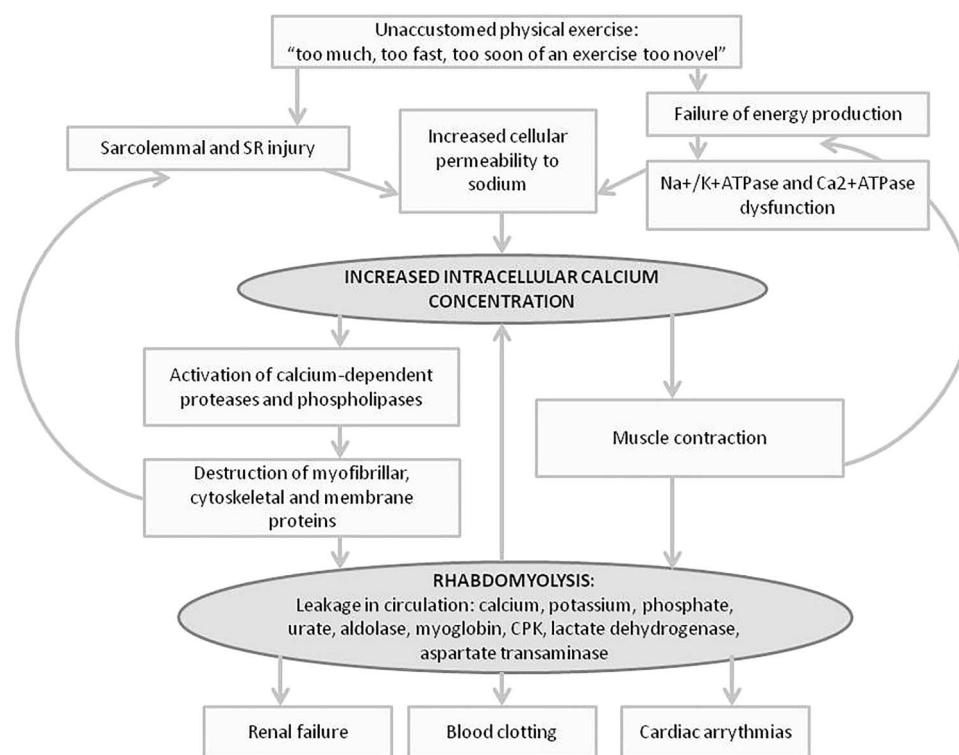 Unaccustomed physical exercise:
“too much, too fast, too soon of an exercise too novel”
Failure of energy production
Sarcolemmal and SR injury
Increased cellular
permeability to
sodium
Na+/K+ATPase and Ca2+ATPase
dysfunction
INCREASED INTRACELLULAR CALCIUM
CONCENTRATION
Activation of calcium-dependent
proteases and phospholipases
Muscle contraction
Destruction of myofibrillar,
cytoskeletal and membrane
proteins
RHABDOMYOLYSIS:
Leakage in circulation: calcium, potassium, phosphate,
urate, aldolase, myoglobin, CPK, lactate dehydrogenase,
aspartate transaminase
Renal failure
Blood clotting
Cardiac arrythmias